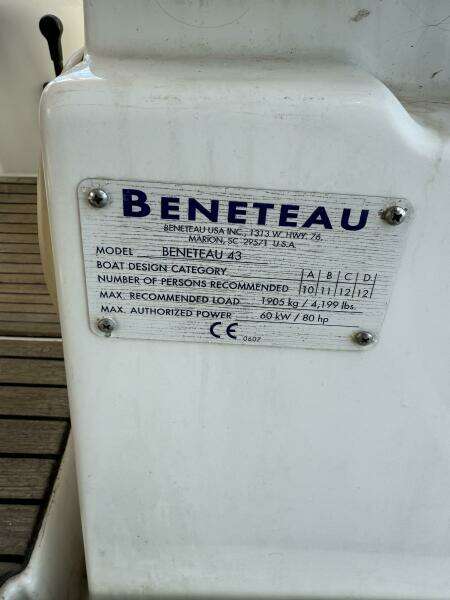 BENETEAU
BENETEAU USA INC., 1313 W. HWY. 76,
MARION, SC 29571 U.S.A.
MODEL BENETEAU 43
BOAT DESIGN CATEGORY A B C D
NUMBER OF PERSONS RECOMMENDED 10 11 12 12
MAX. RECOMMENDED LOAD 1905 kg / 4,199 lbs.
MAX. AUTHORIZED POWER 60 kW / 80 hp
CE 0607